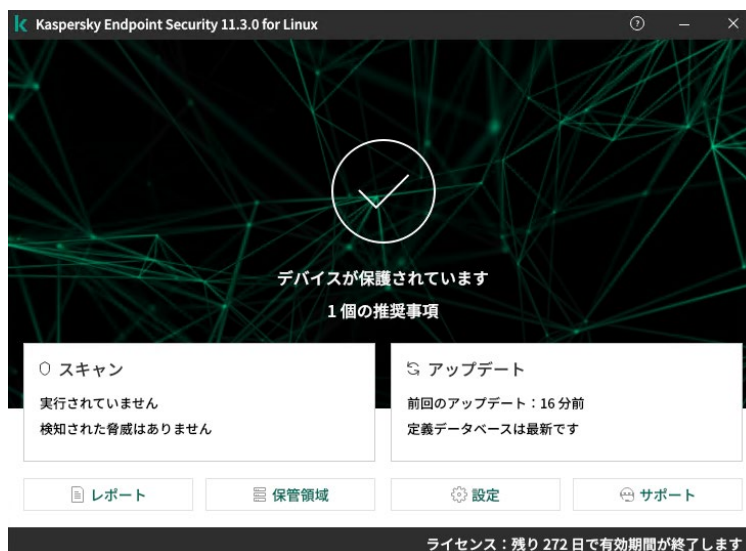 Kaspersky Endpoint Security 11.3.0 for Linux
デバイスが保護されています
1 個の推奨事項
スキャン
実行されていません
検知された脅威はありません
アップデート
前回のアップデート：16 分前
定義データベースは最新です
レポート
保管領域
設定
サポート
ライセンス：残り 272 日で有効期間が終了します